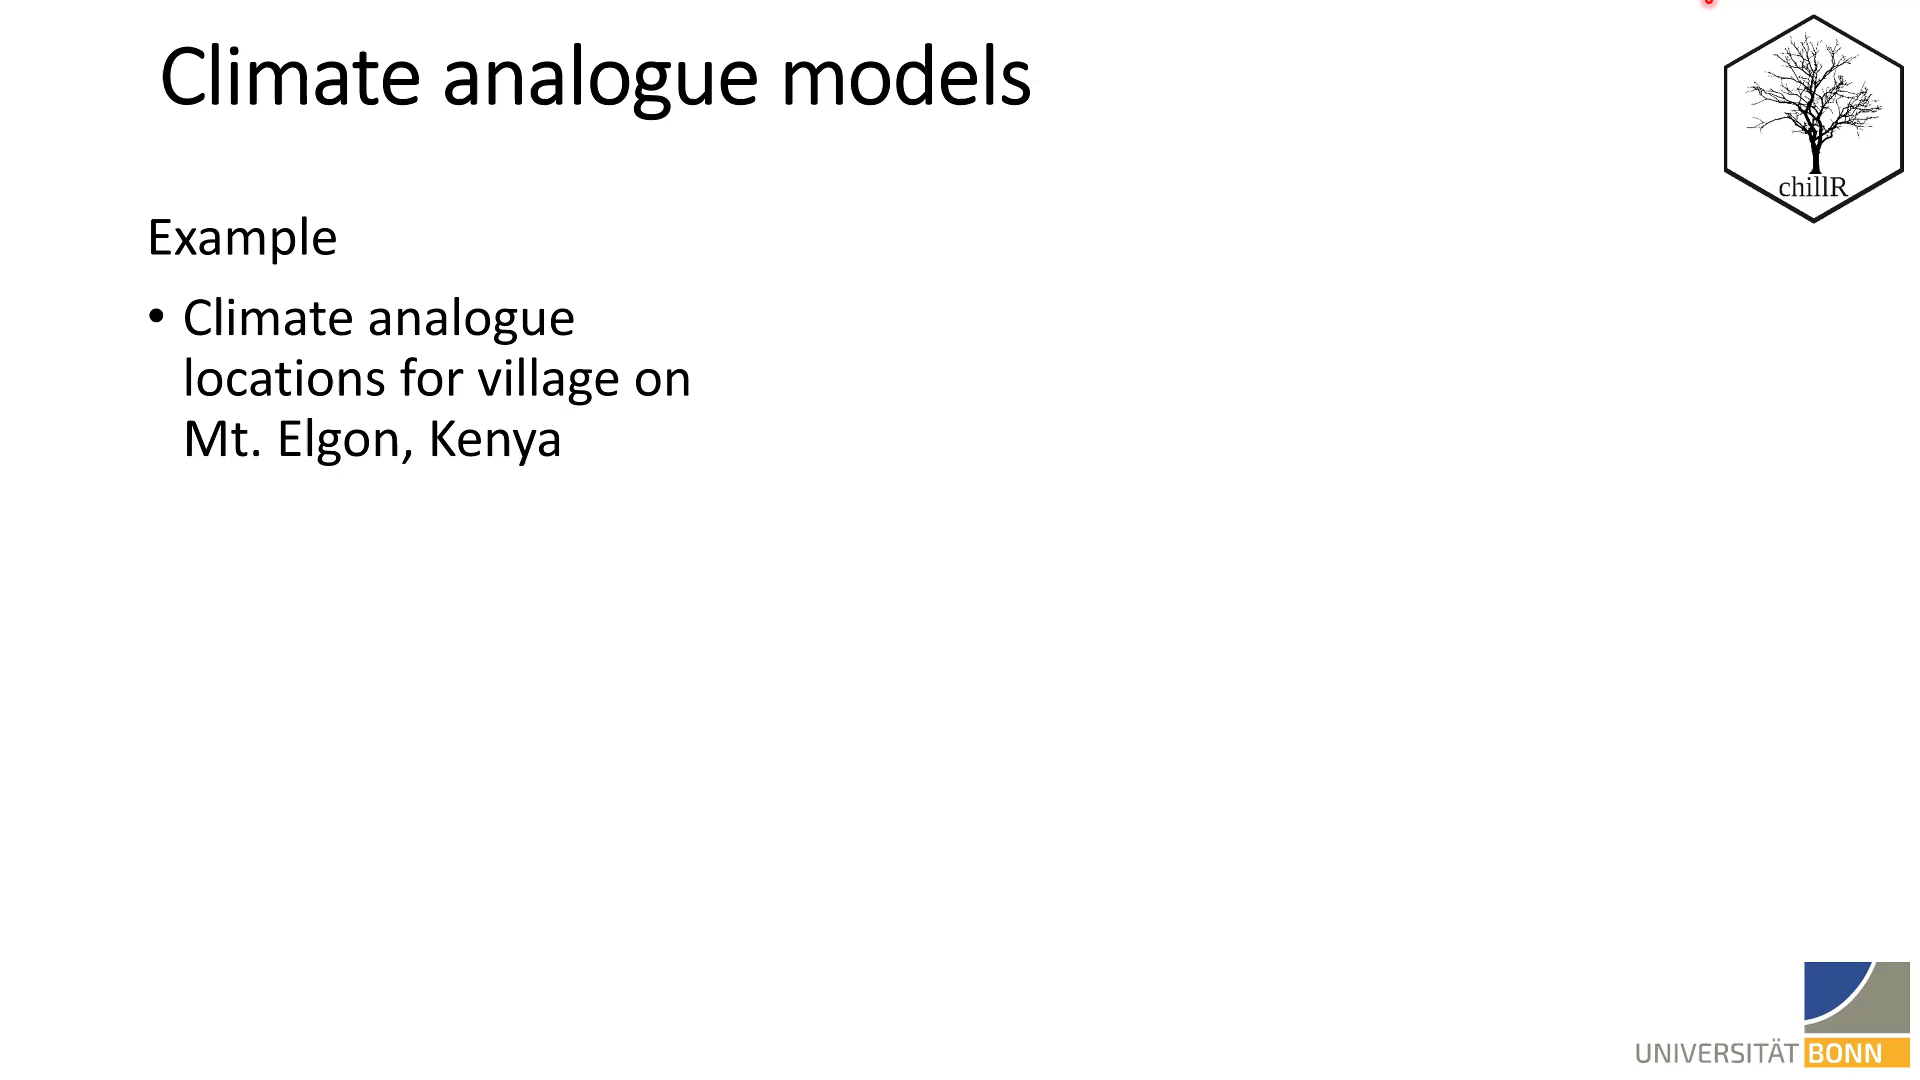 Climate analogue models
chillR
Example
• Climate analogue
locations for village on
Mt. Elgon, Kenya
UNIVERSITÄT BONN